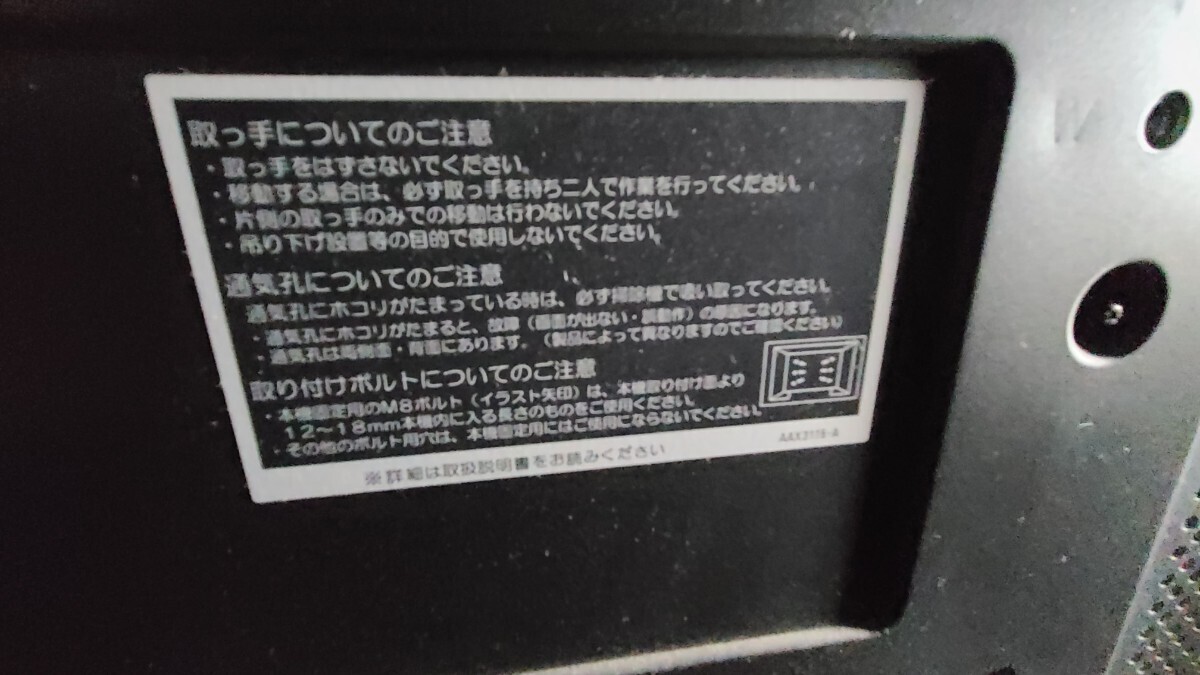 取っ手についてのご注意
・取っ手をはずさないでください。
・移動する場合は、必ず取っ手を持ち二人で作業を行ってください。
・片側の取っ手のみでの移動は行わないでください。
・吊り下げ設置等の目的で使用しないでください。
通気孔についてのご注意
通気孔にホコリがたまっている時は、必ず掃除機で吸い取ってください。
・通気孔にホコリがたまると、故障（画面が出ない・誤動作）の原因になります。
・通気孔は両側面・背面にあります。（製品によって異なりますのでご確認ください）
取り付けボルトについてのご注意
・本機固定用のM8ボルト（イラスト矢印）は、本機取り付け面より
12〜18mm本機内に入る長さのものをご使用ください。
・その他のボルト用穴は、本機固定用にはご使用にならないでください。
AAX3118-A
※詳細は取扱説明書をお読みください